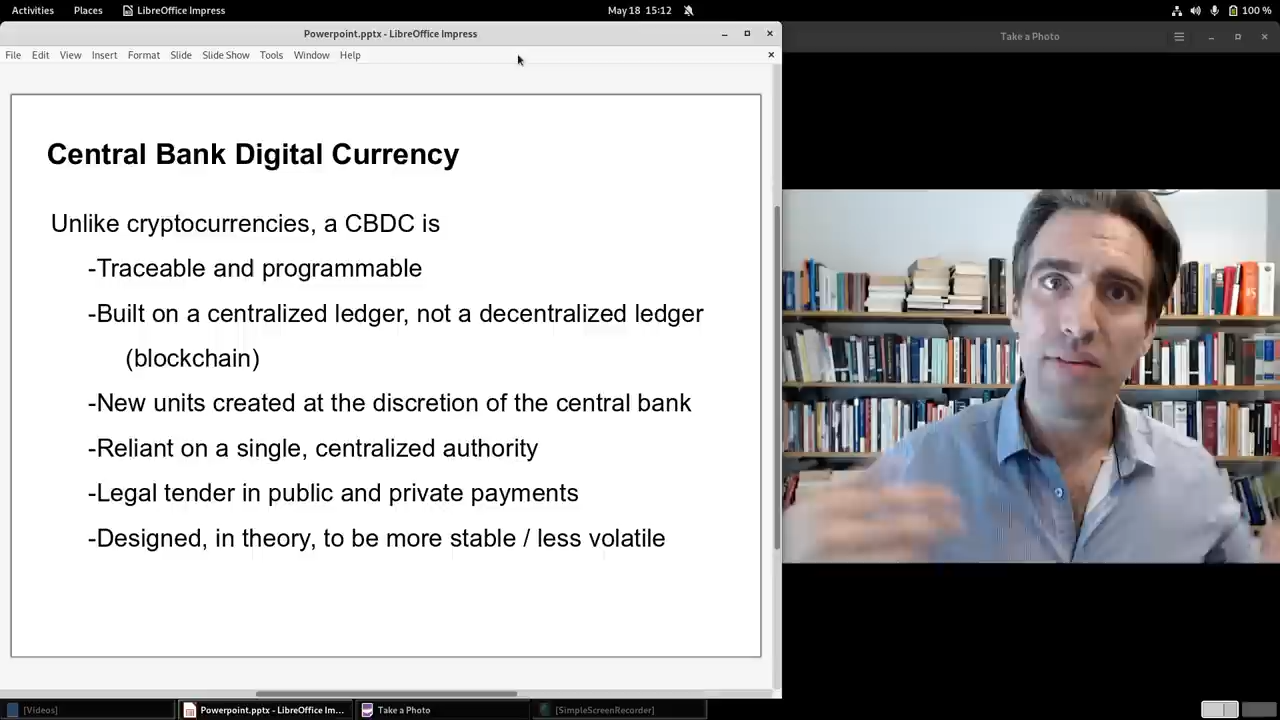 Activities Places LibreOffice Impress May 18 15:12 100 %
Powerpoint.pptx - LibreOffice Impress
Take a Photo
File Edit View Insert Format Slide Slide Show Tools Window Help
Central Bank Digital Currency
Unlike cryptocurrencies, a CBDC is
-Traceable and programmable
-Built on a centralized ledger, not a decentralized ledger
(blockchain)
-New units created at the discretion of the central bank
-Reliant on a single, centralized authority
-Legal tender in public and private payments
-Designed, in theory, to be more stable / less volatile
[Videos] Powerpoint.pptx - LibreOffice Im... Take a Photo [SimpleScreenRecorder]